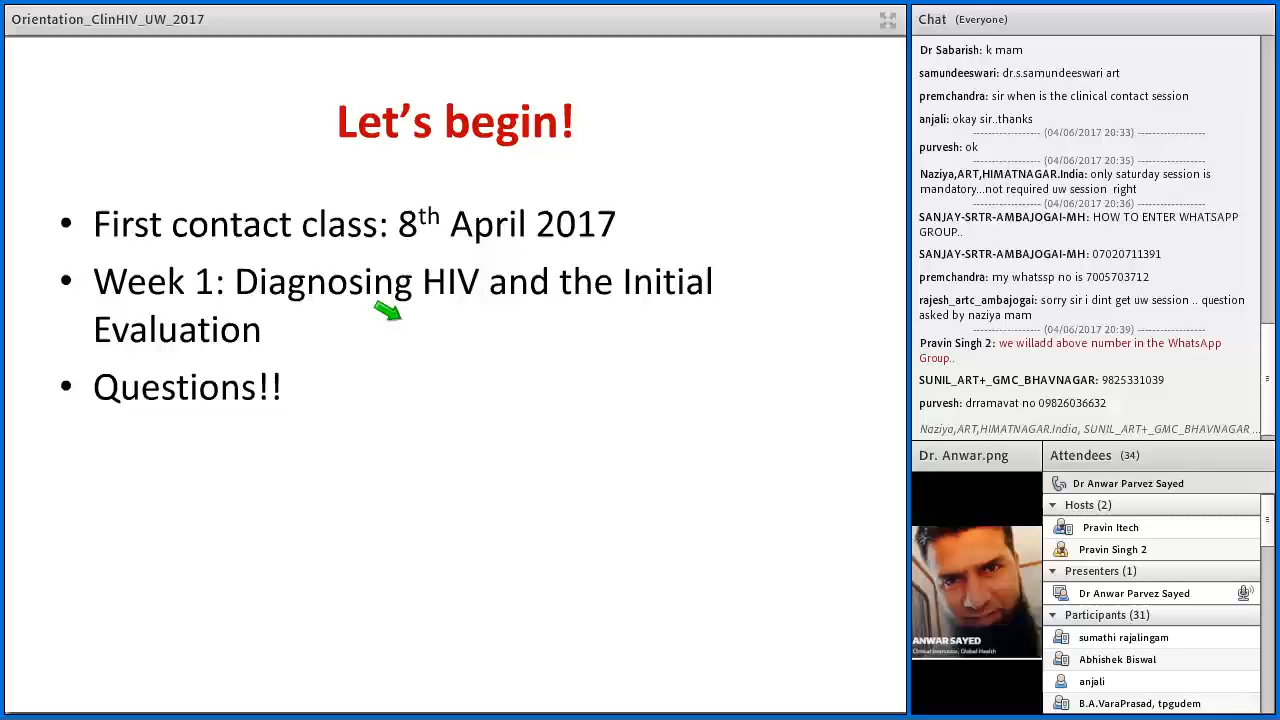 Orientation_ClinHIV_UW_2017
Let's begin!
• First contact class: 8th April 2017
• Week 1: Diagnosing HIV and the Initial
Evaluation
• Questions!!
Chat (Everyone)
Dr Sabarish: k mam
samundeeswari: dr.s.samundeeswari art
premchandra: sir when is the clinical contact session
anjali: okay sir..thanks
------------------ (04/06/2017 20:33) -----------------
purvesh: ok
------------------ (04/06/2017 20:35) -----------------
Naziya,ART,HIMATNAGAR.India: only saturday session is
mandatory...not required uw session right
------------------ (04/06/2017 20:36) -----------------
SANJAY-SRTR-AMBAJOGAI-MH: HOW TO ENTER WHATSAPP
GROUP..
SANJAY-SRTR-AMBAJOGAI-MH: 07020711391
premchandra: my whatssp no is 7005703712
rajesh_artc_ambajogai: sorry sir i dint get uw session .. question
asked by naziya mam
------------------ (04/06/2017 20:39) -----------------
Pravin Singh 2: we willadd above number in the WhatsApp
Group..
SUNIL_ART+_GMC_BHAVNAGAR: 9825331039
purvesh: drramavat no 09826036632
Naziya,ART,HIMATNAGAR.India, SUNIL_ART+_GMC_BHAVNAGAR ...
Dr. Anwar.png
ANWAR SAYED
Clinical Instructor, Global Health
Attendees (34)
Dr Anwar Parvez Sayed
Hosts (2)
Pravin Itech
Pravin Singh 2
Presenters (1)
Dr Anwar Parvez Sayed
Participants (31)
sumathi rajalingam
Abhishek Biswal
anjali
B.A.VaraPrasad, tpgudem